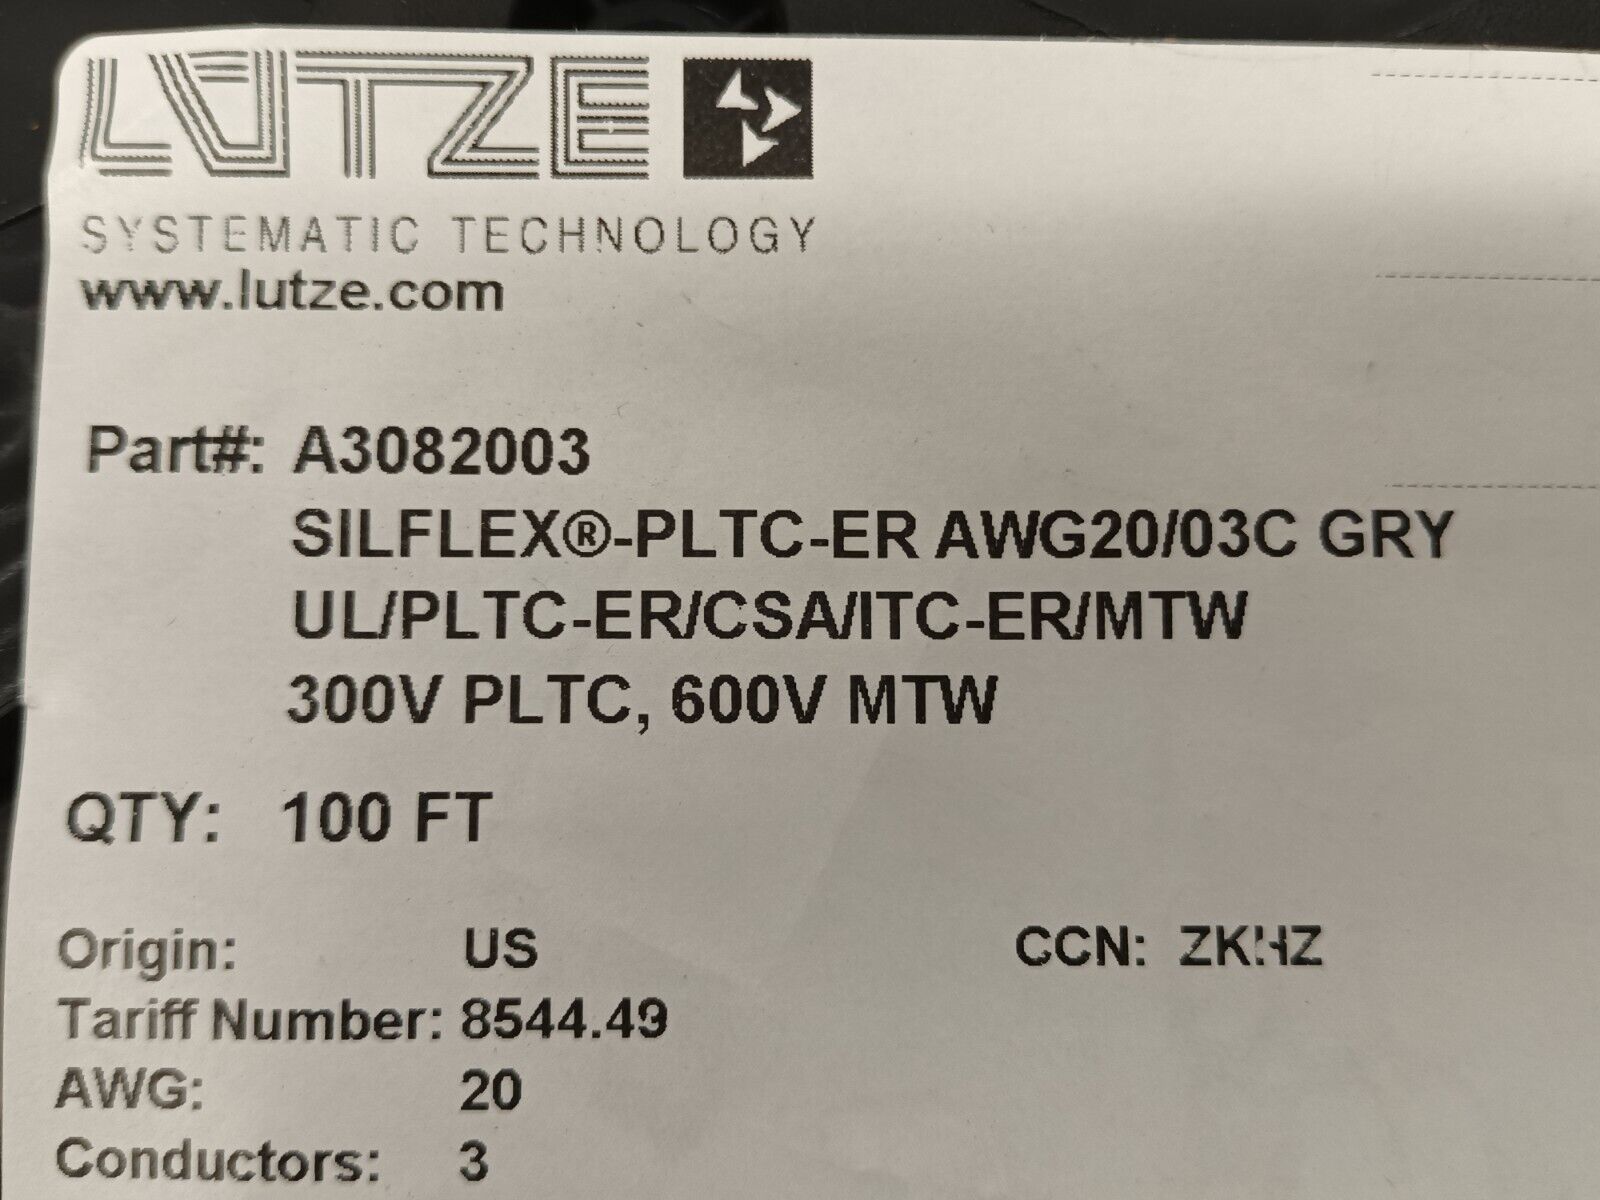 LÜTZE
SYSTEMATIC TECHNOLOGY
www.lutze.com
Part#: A3082003
SILFLEX®-PLTC-ER AWG20/03C GRY
UL/PLTC-ER/CSA/ITC-ER/MTW
300V PLTC, 600V MTW
QTY: 100 FT
Origin: US CCN: ZKHZ
Tariff Number: 8544.49
AWG: 20
Conductors: 3